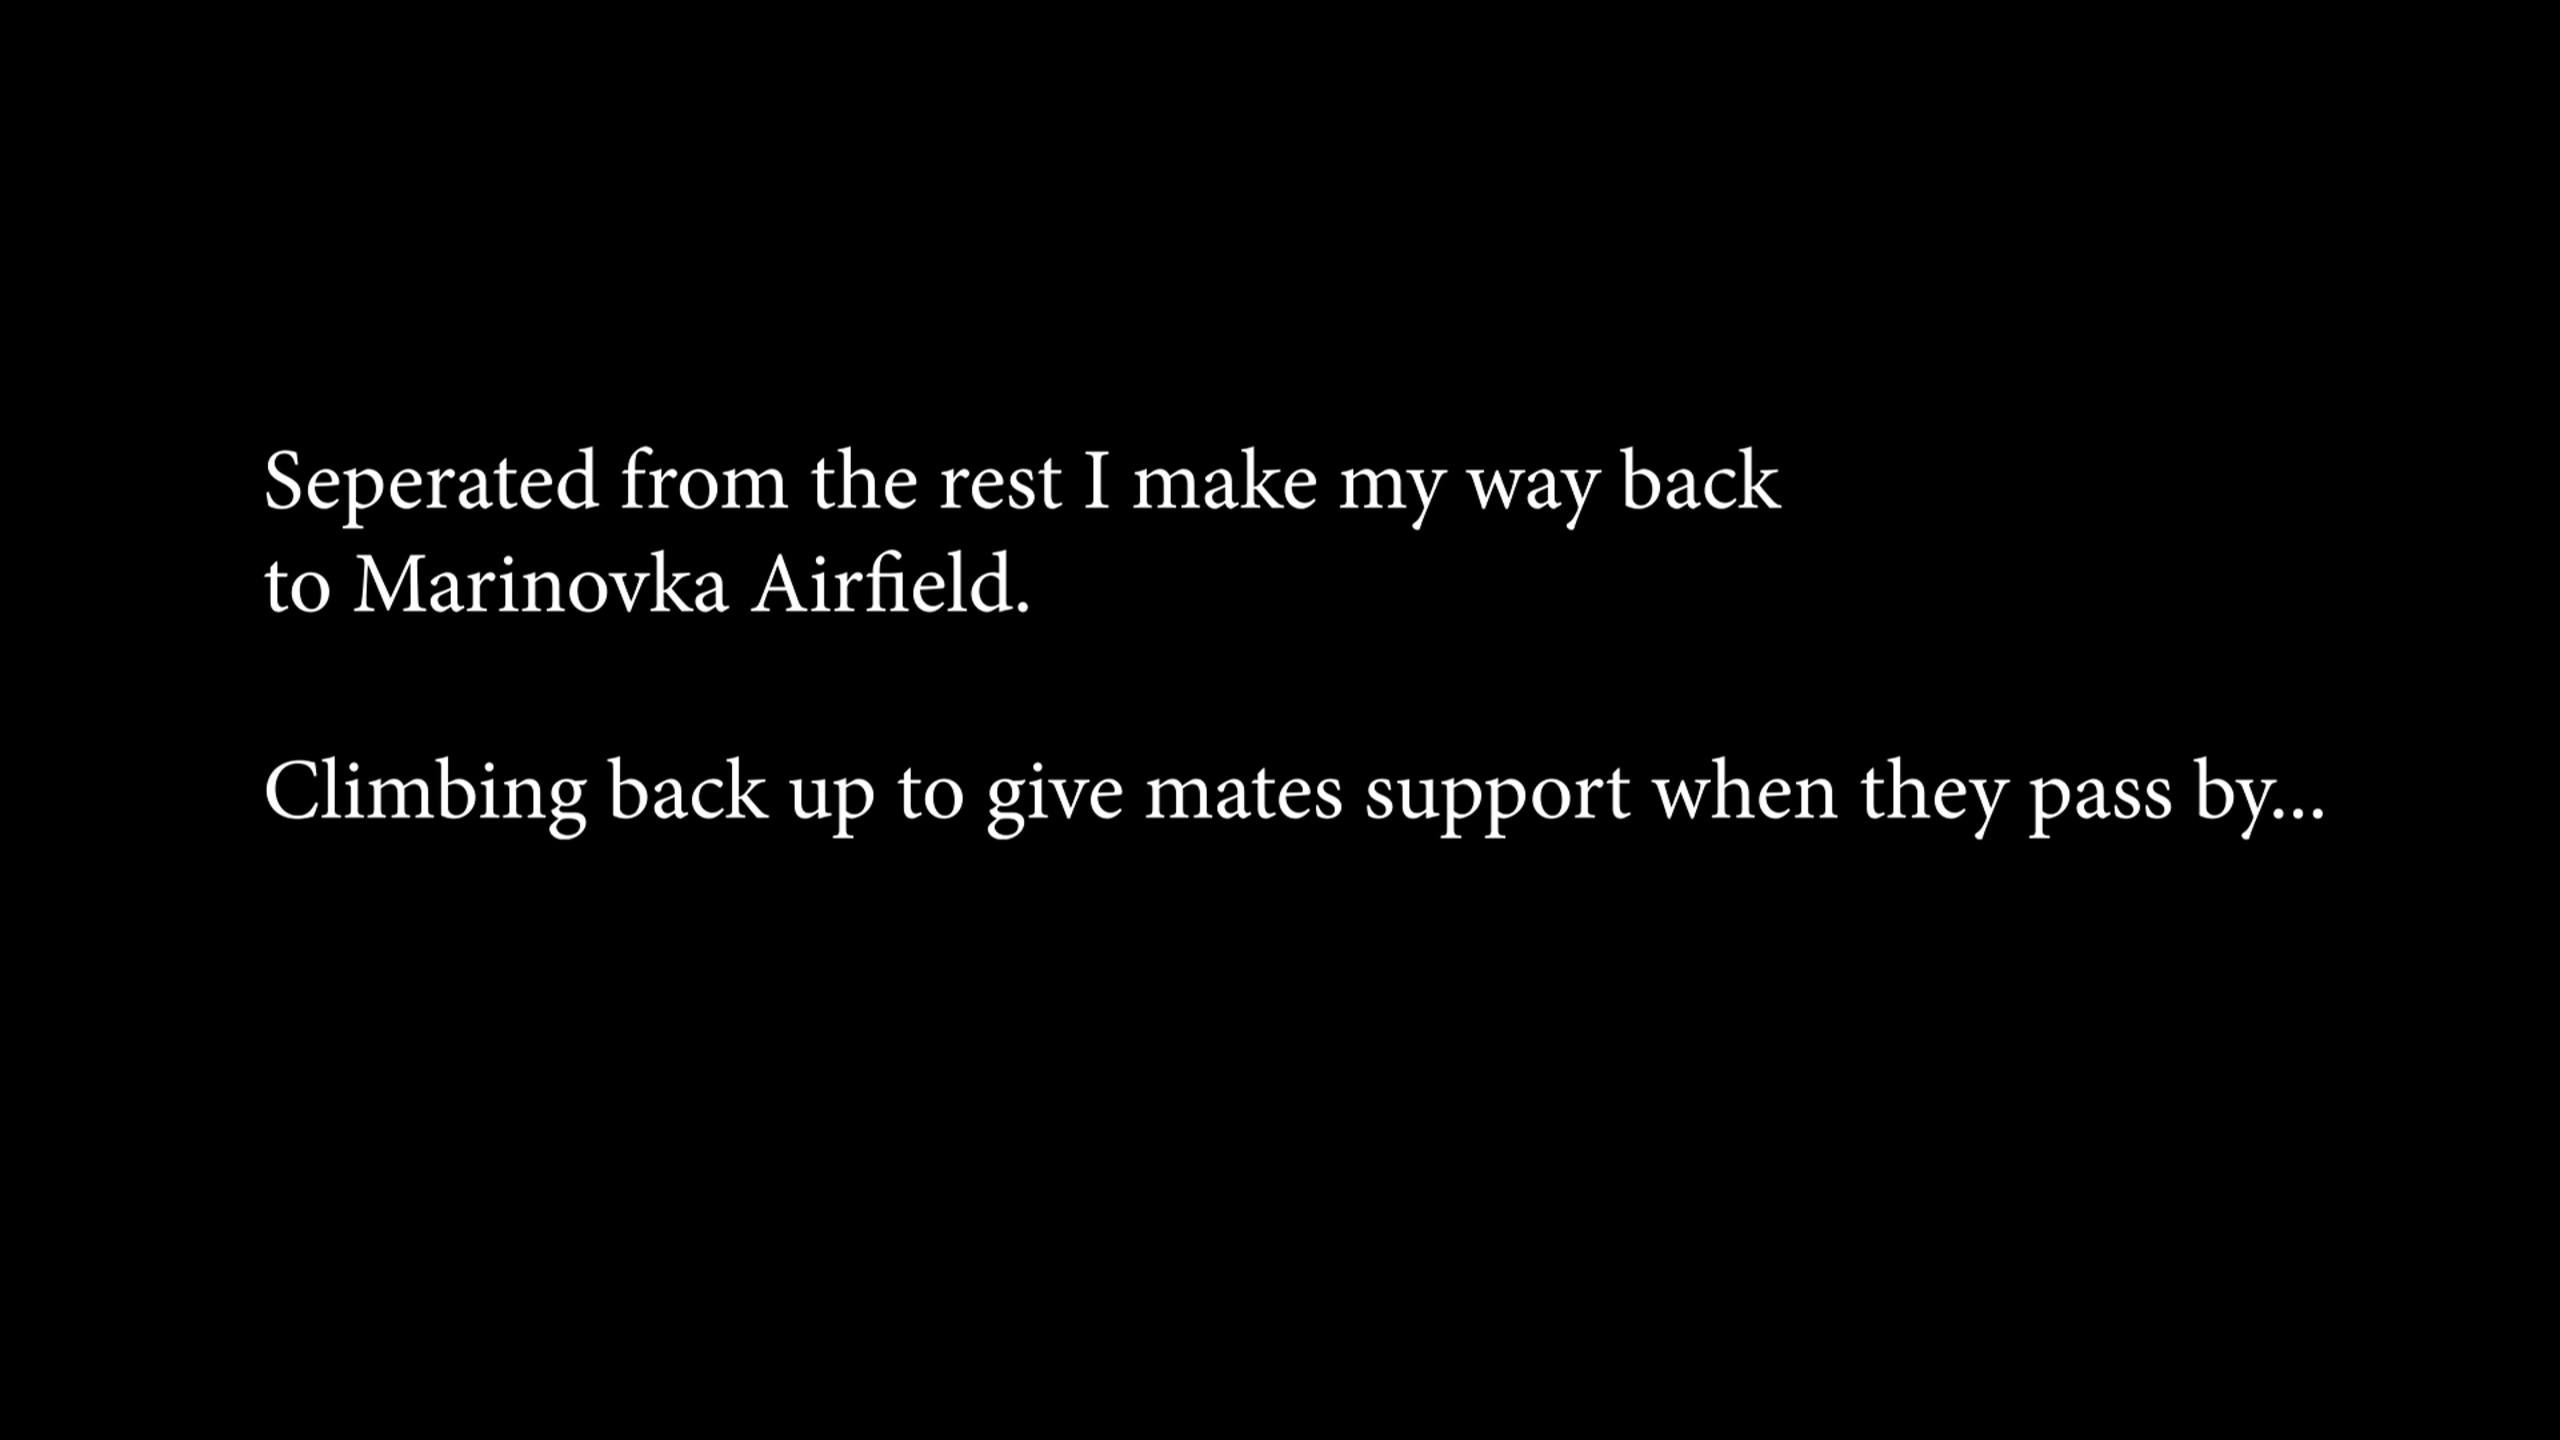 Seperated from the rest I make my way back
to Marinovka Airfield.
Climbing back up to give mates support when they pass by...